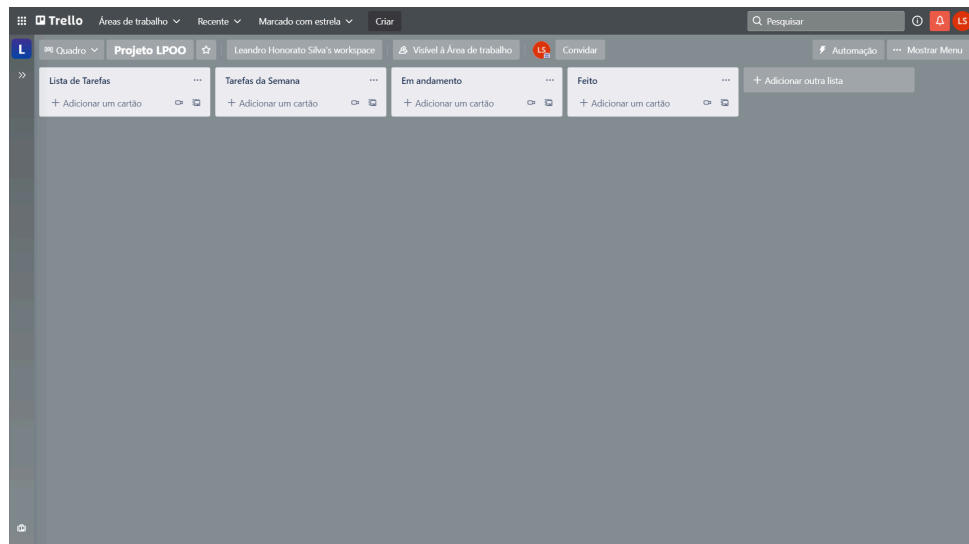 Trello Áreas de trabalho Recente Marcado com estrela Criar Pesquisar LS
L Quadro Projeto LPOO Leandro Honorato Silva's workspace Visível à Área de trabalho LS Convidar Automação ··· Mostrar Menu
Lista de Tarefas ··· Tarefas da Semana ··· Em andamento ··· Feito ··· + Adicionar outra lista
+ Adicionar um cartão + Adicionar um cartão + Adicionar um cartão + Adicionar um cartão